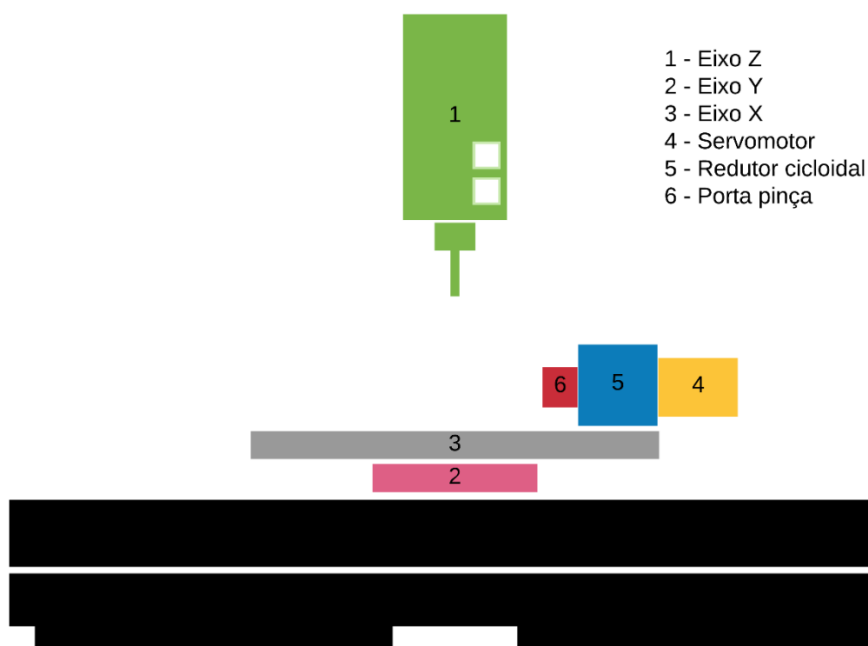 1 - Eixo Z
2 - Eixo Y
3 - Eixo X
4 - Servomotor
5 - Redutor cicloidal
6 - Porta pinça
1
6
5
4
3
2